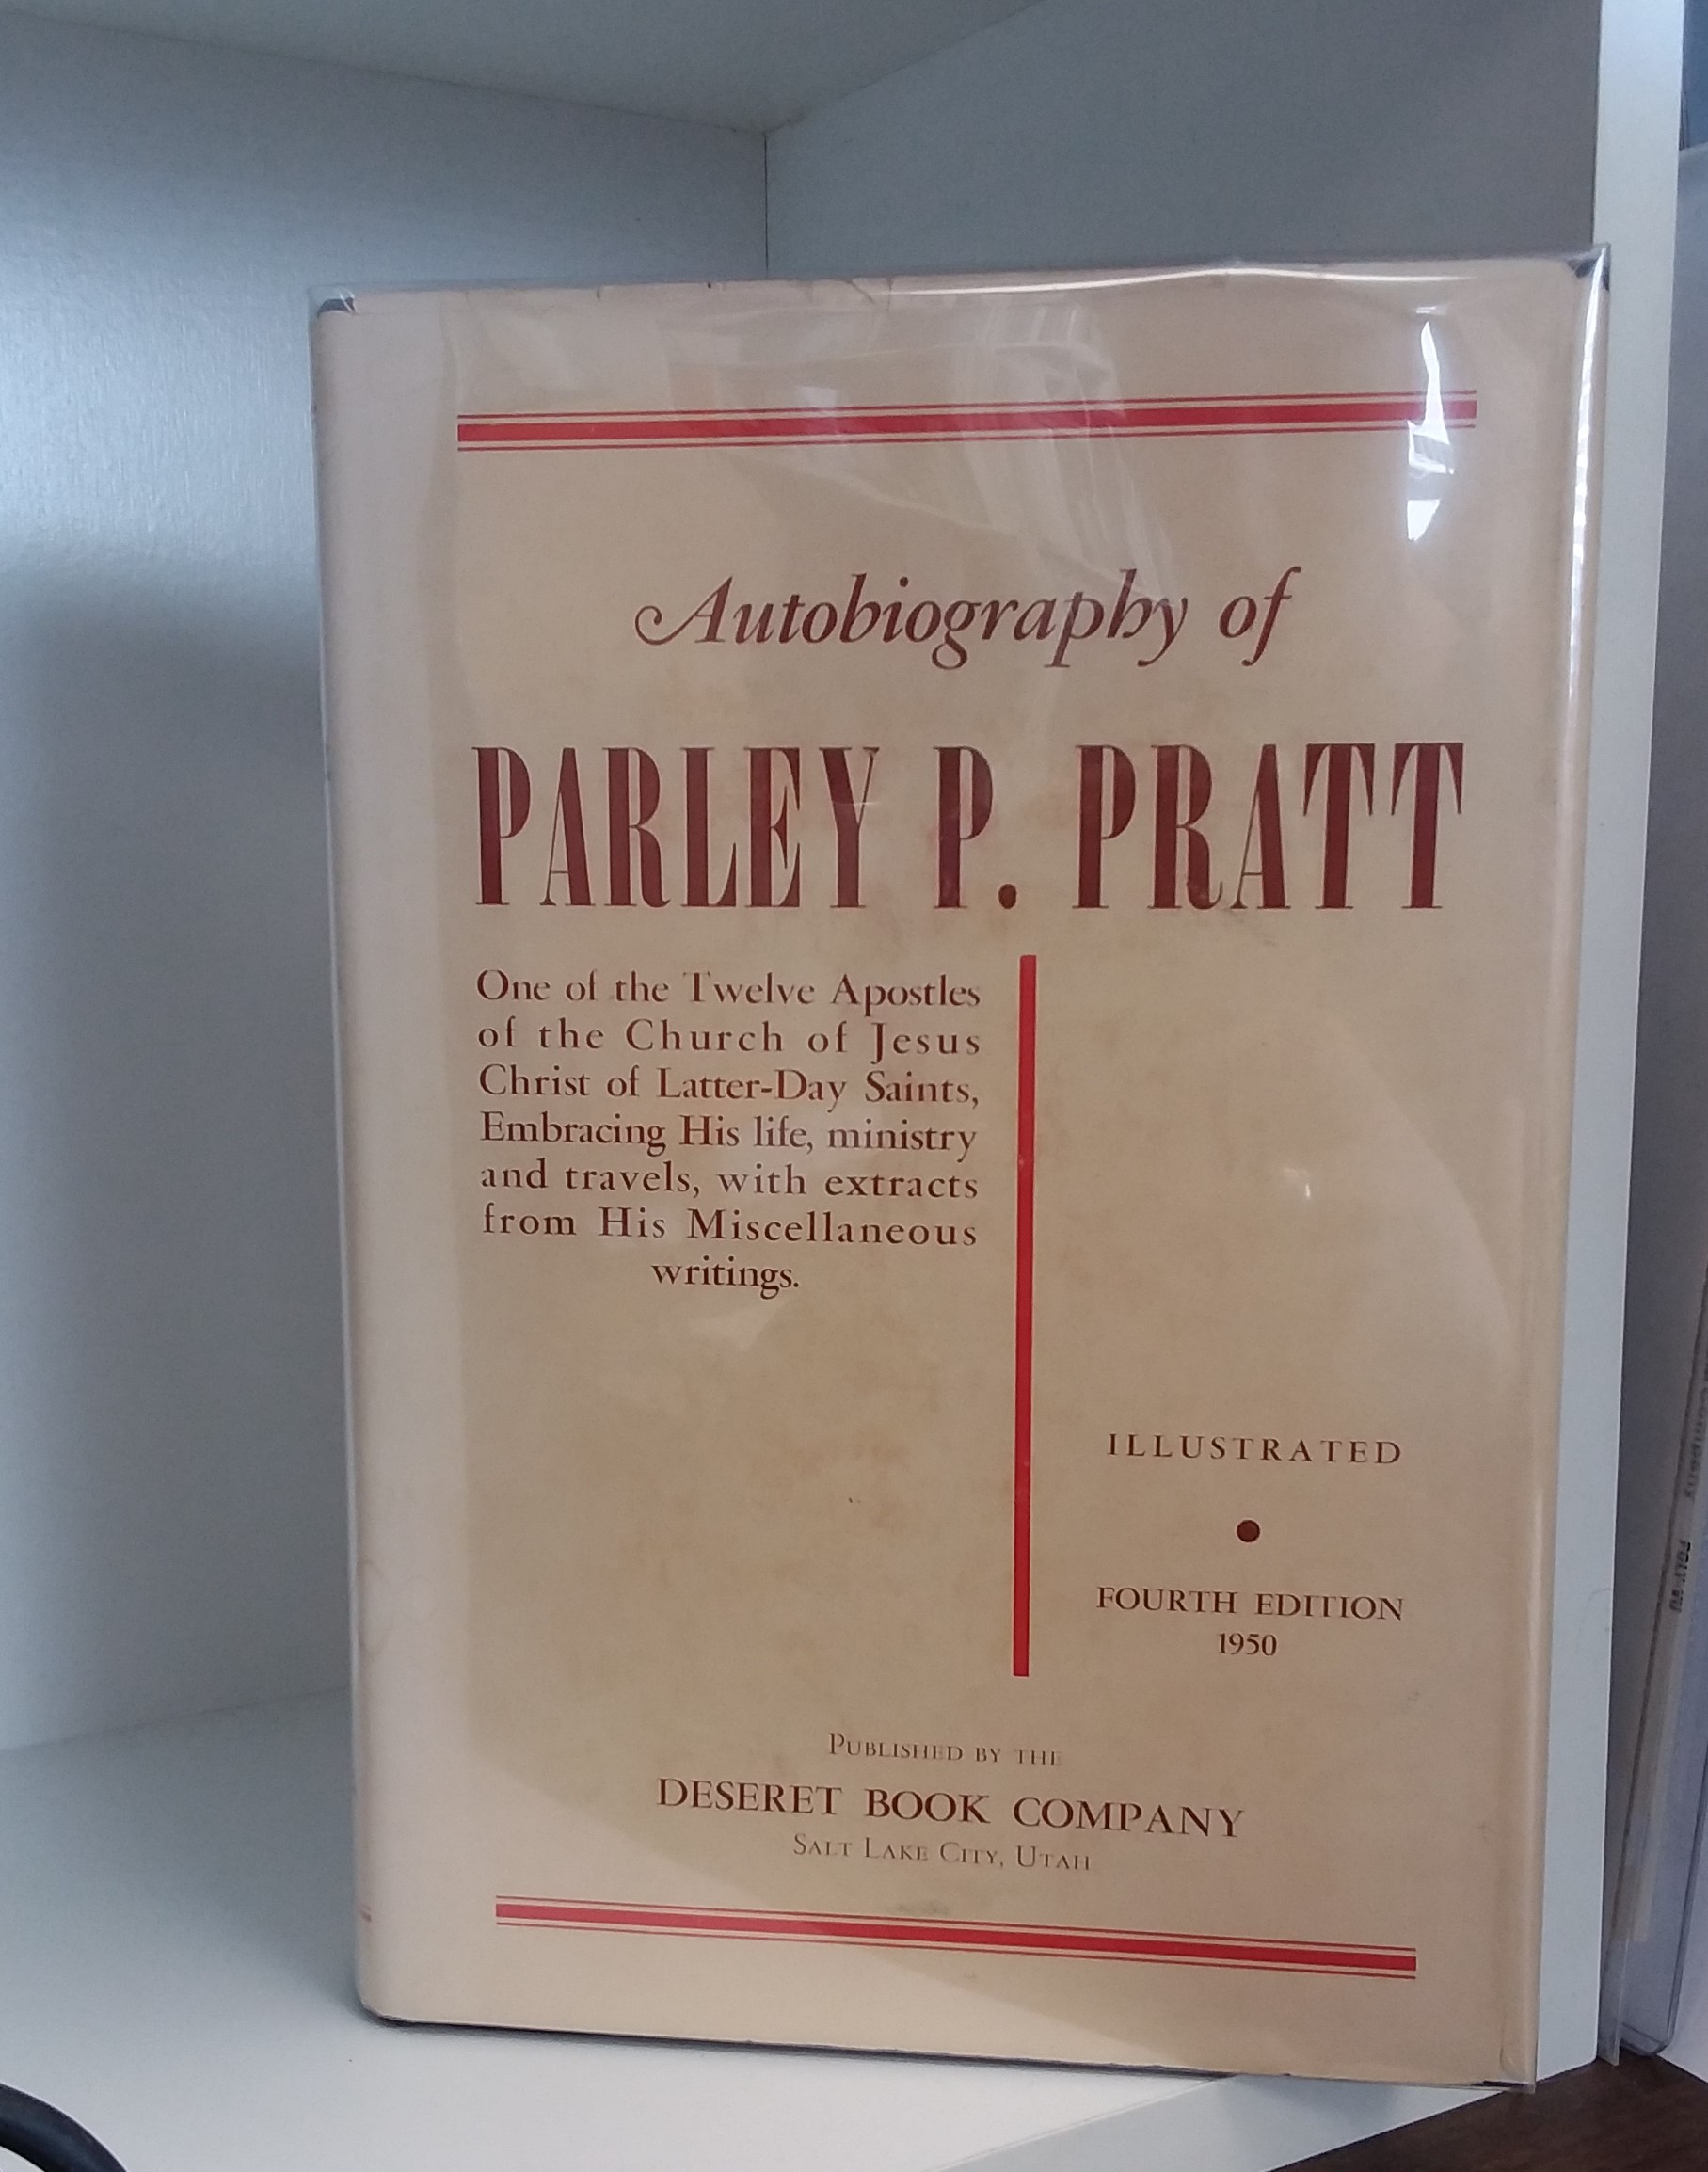 Autobiography of
PARLEY P. PRATT
One of the Twelve Apostles
of the Church of Jesus
Christ of Latter-Day Saints,
Embracing His life, ministry
and travels, with extracts
from His Miscellaneous
writings.
ILLUSTRATED
FOURTH EDITION
1950
PUBLISHED BY THE
DESERET BOOK COMPANY
SALT LAKE CITY, UTAH